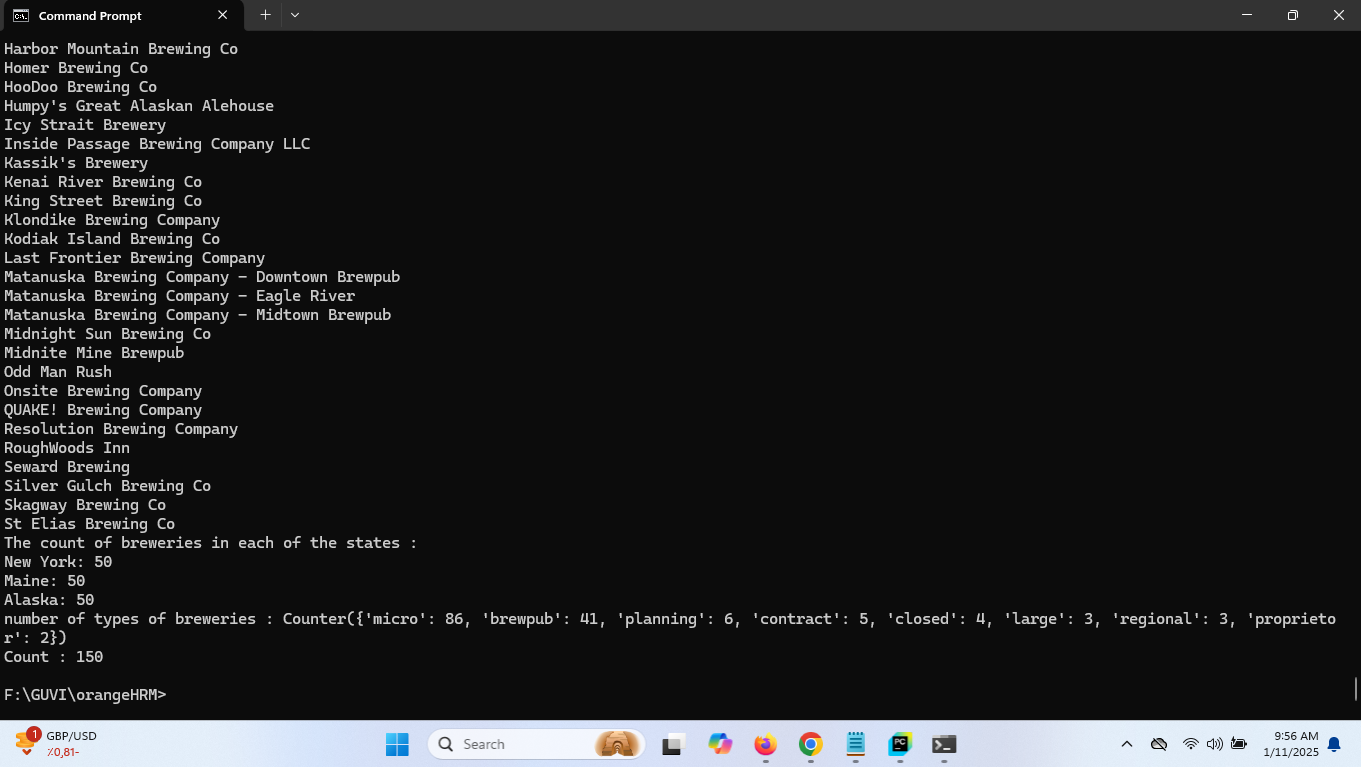 Command Prompt
Harbor Mountain Brewing Co
Homer Brewing Co
HooDoo Brewing Co
Humpy's Great Alaskan Alehouse
Icy Strait Brewery
Inside Passage Brewing Company LLC
Kassik's Brewery
Kenai River Brewing Co
King Street Brewing Co
Klondike Brewing Company
Kodiak Island Brewing Co
Last Frontier Brewing Company
Matanuska Brewing Company – Downtown Brewpub
Matanuska Brewing Company – Eagle River
Matanuska Brewing Company – Midtown Brewpub
Midnight Sun Brewing Co
Midnite Mine Brewpub
Odd Man Rush
Onsite Brewing Company
QUAKE! Brewing Company
Resolution Brewing Company
RoughWoods Inn
Seward Brewing
Silver Gulch Brewing Co
Skagway Brewing Co
St Elias Brewing Co
The count of breweries in each of the states :
New York: 50
Maine: 50
Alaska: 50
number of types of breweries : Counter({'micro': 86, 'brewpub': 41, 'planning': 6, 'contract': 5, 'closed': 4, 'large': 3, 'regional': 3, 'proprieto
r': 2})
Count : 150
F:\GUVI\orangeHRM>
1
GBP/USD
٪0,81-
Search
PC
9:56 AM
1/11/2025